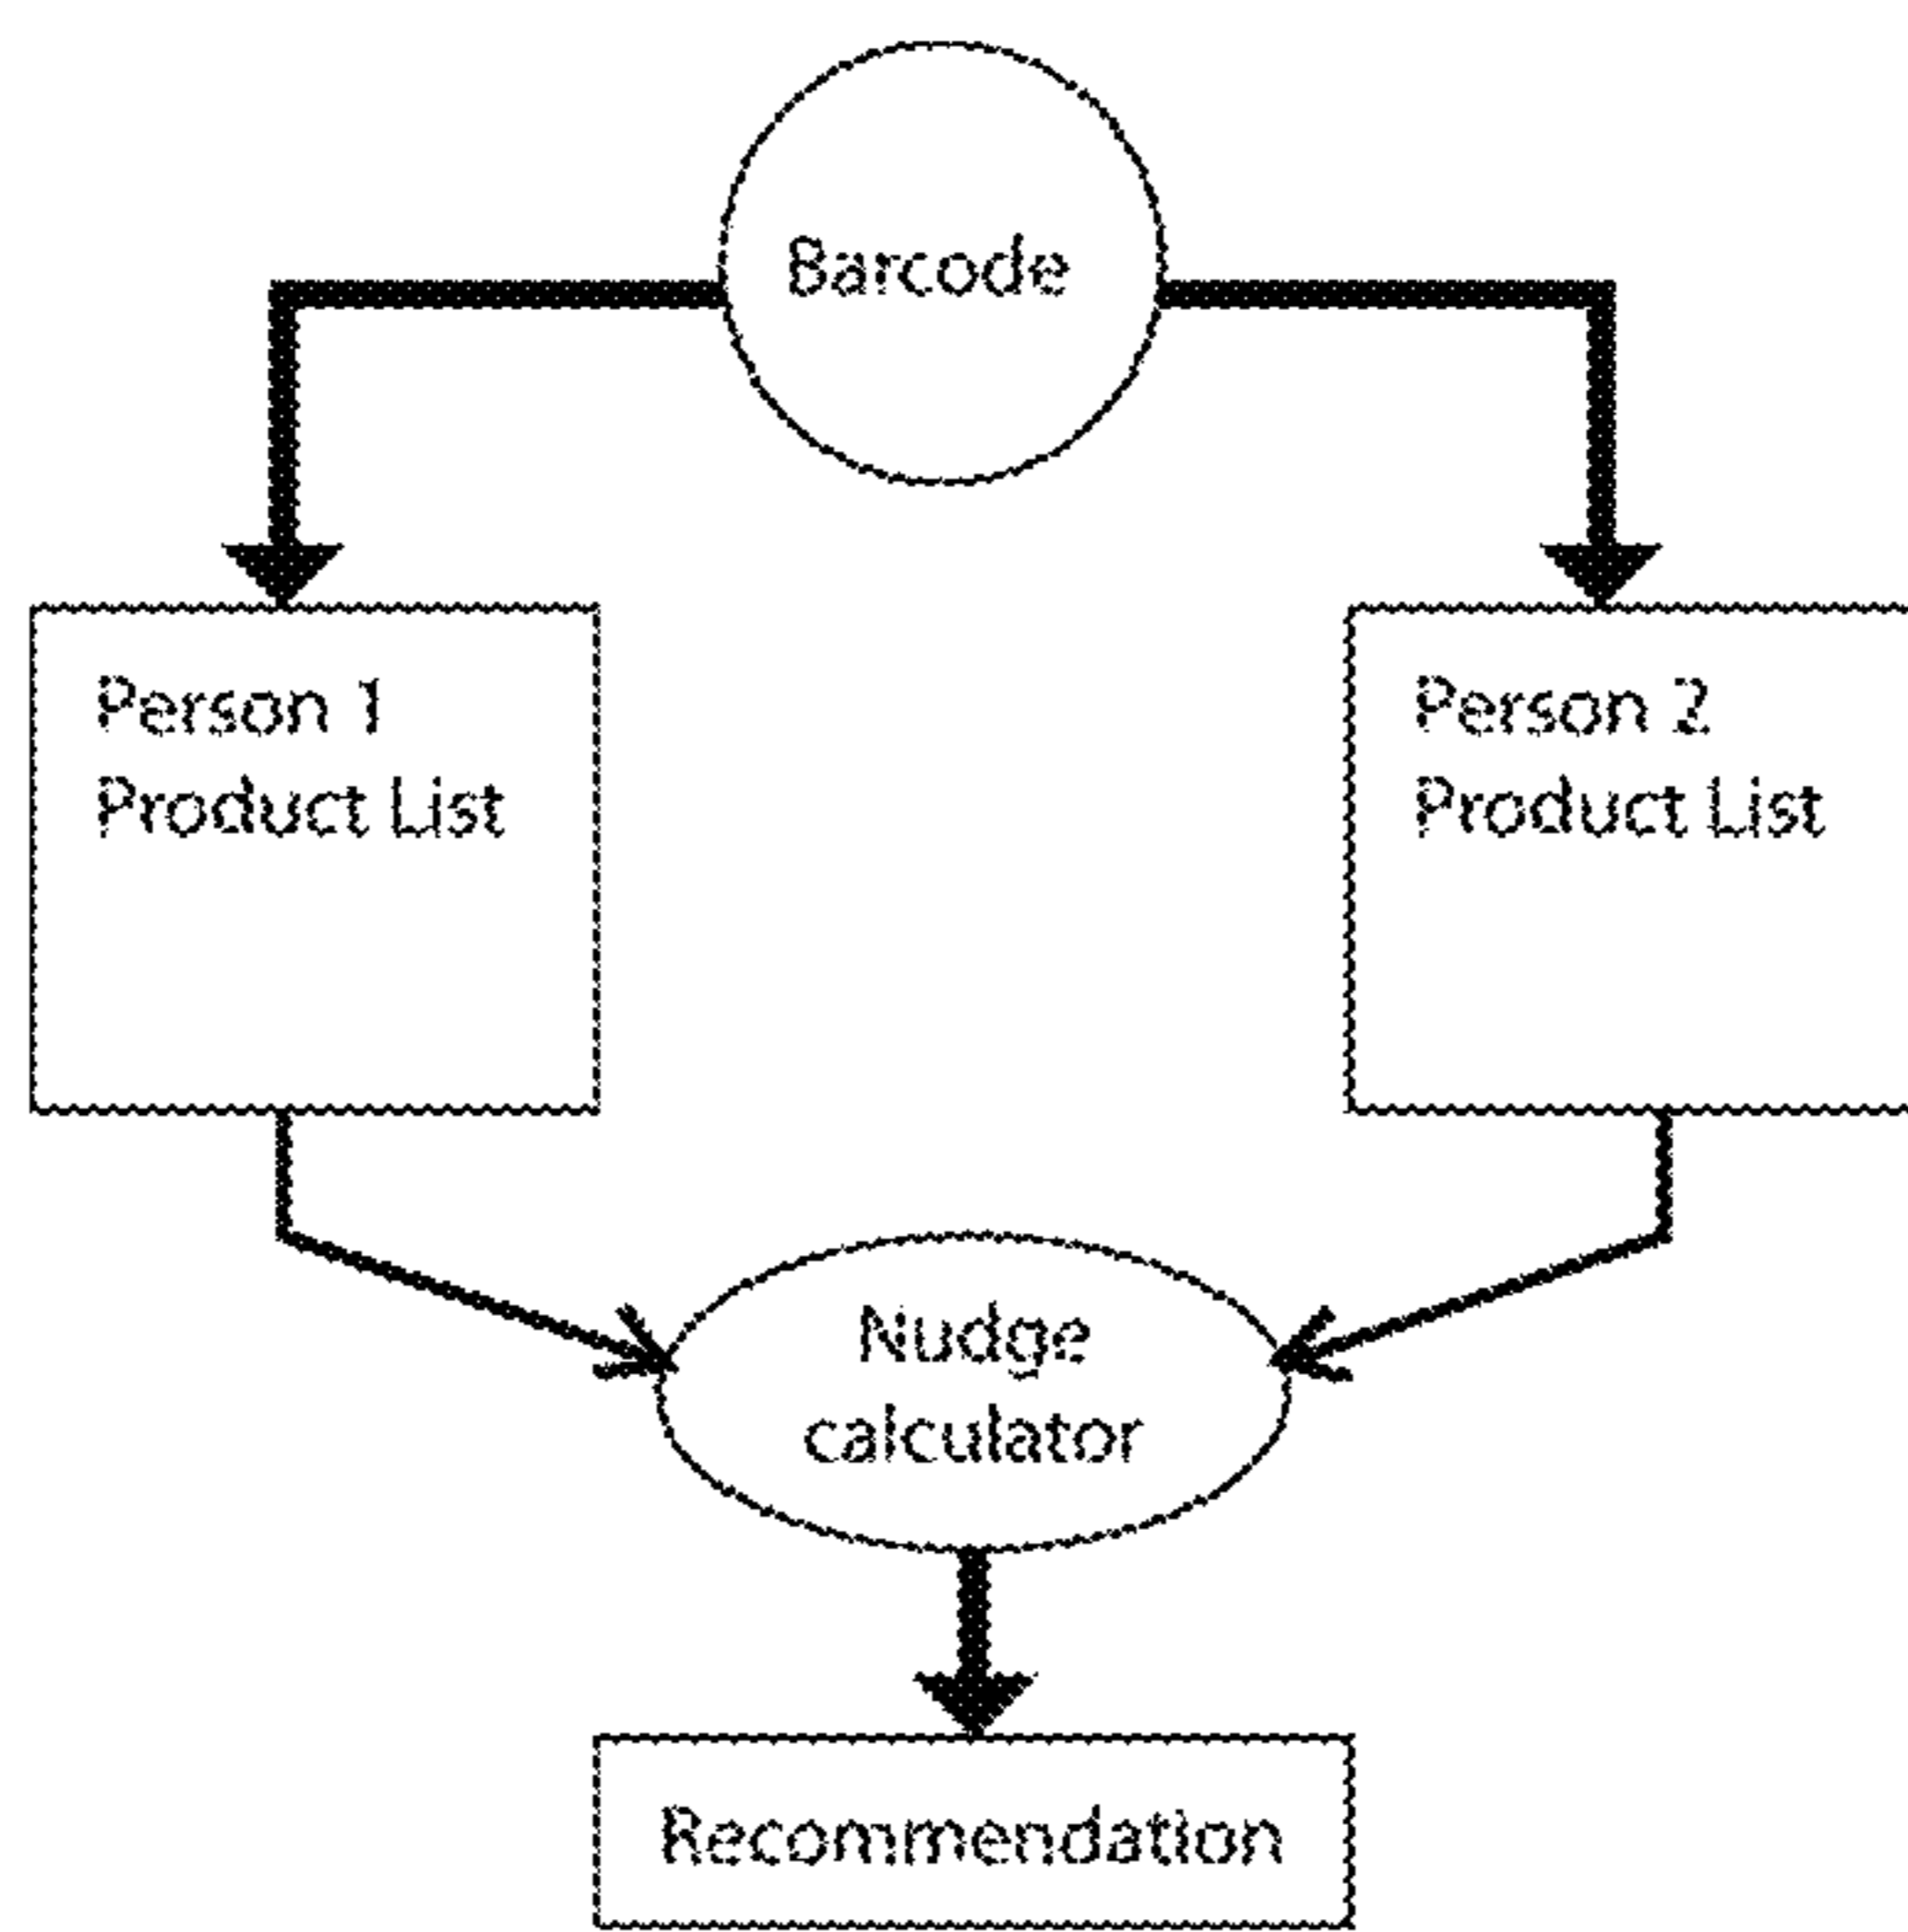 Barcode
Person 1
Product List
Person 2
Product List
Nudge
calculator
Recommendation